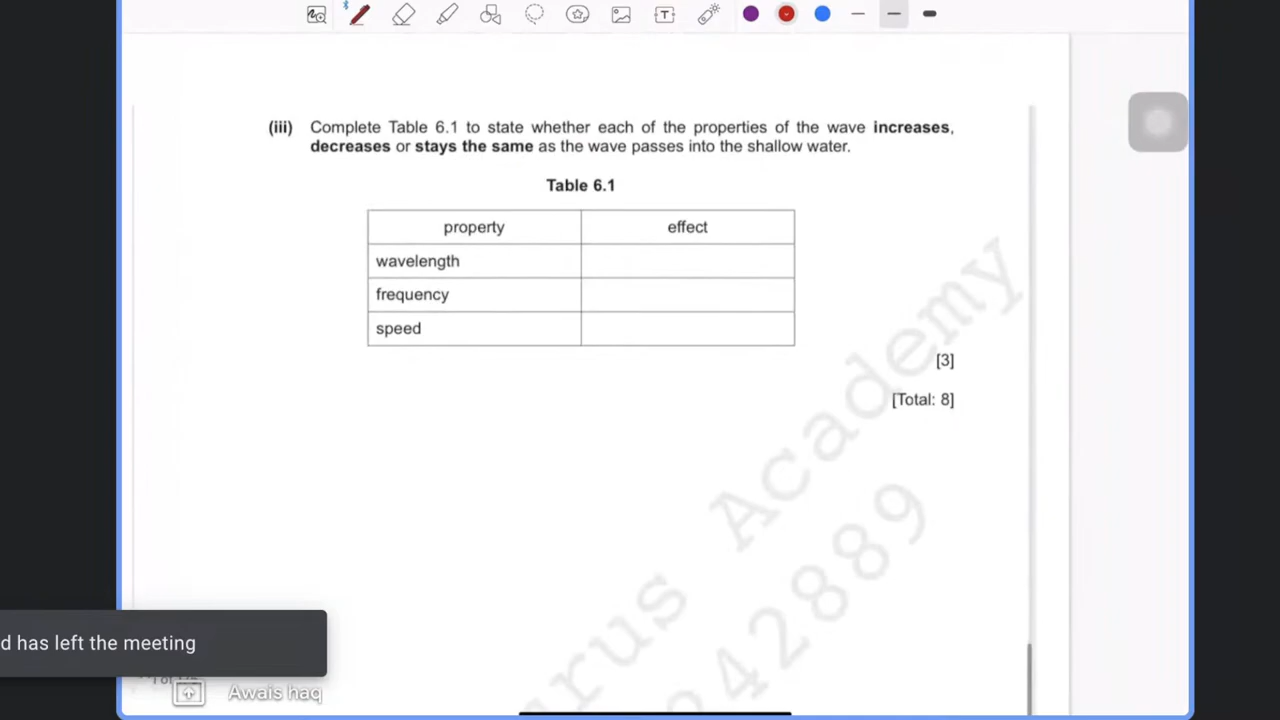 (iii) Complete Table 6.1 to state whether each of the properties of the wave increases,
decreases or stays the same as the wave passes into the shallow water.
Table 6.1
property effect
wavelength
frequency
speed
[3]
[Total: 8]
Academy
rus
42889
d has left the meeting
Awais haq